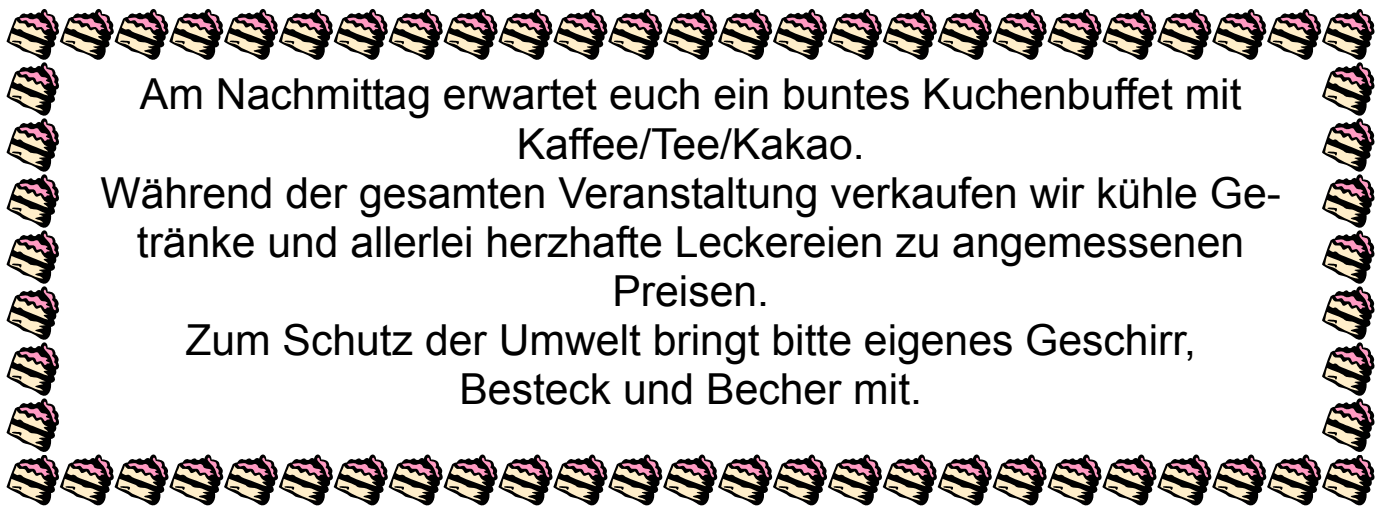 Am Nachmittag erwartet euch ein buntes Kuchenbuffet mit
Kaffee/Tee/Kakao.
Während der gesamten Veranstaltung verkaufen wir kühle Ge-
tränke und allerlei herzhafte Leckereien zu angemessenen
Preisen.
Zum Schutz der Umwelt bringt bitte eigenes Geschirr,
Besteck und Becher mit.